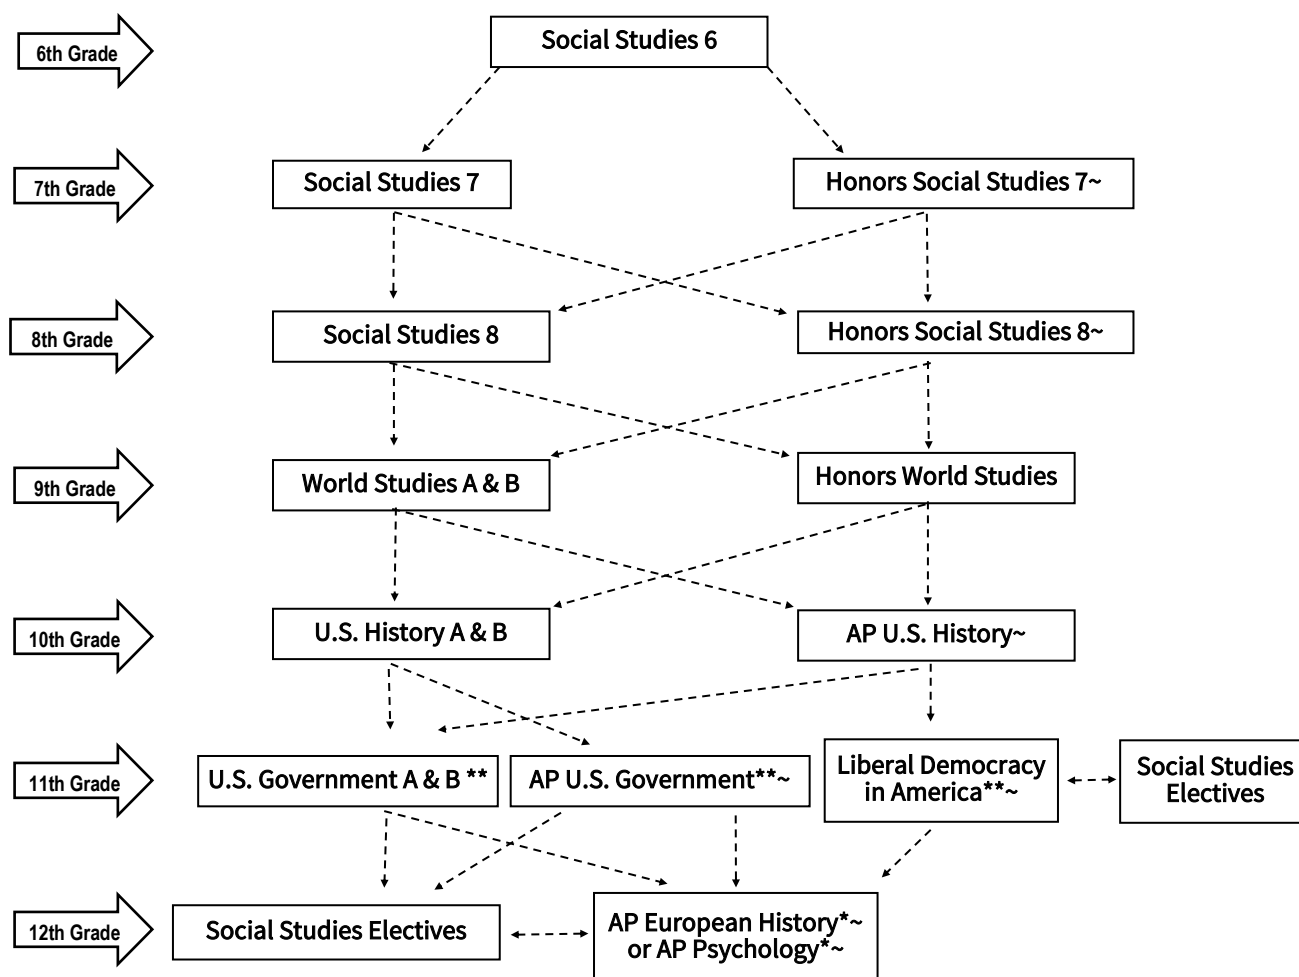 6th Grade
Social Studies 6
7th Grade
Social Studies 7
Honors Social Studies 7~
8th Grade
Social Studies 8
Honors Social Studies 8~
9th Grade
World Studies A & B
Honors World Studies
10th Grade
U.S. History A & B
AP U.S. History~
11th Grade
U.S. Government A & B **
AP U.S. Government**~
Liberal Democracy
in America**~
Social Studies
Electives
12th Grade
Social Studies Electives
AP European History*~
or AP Psychology*~